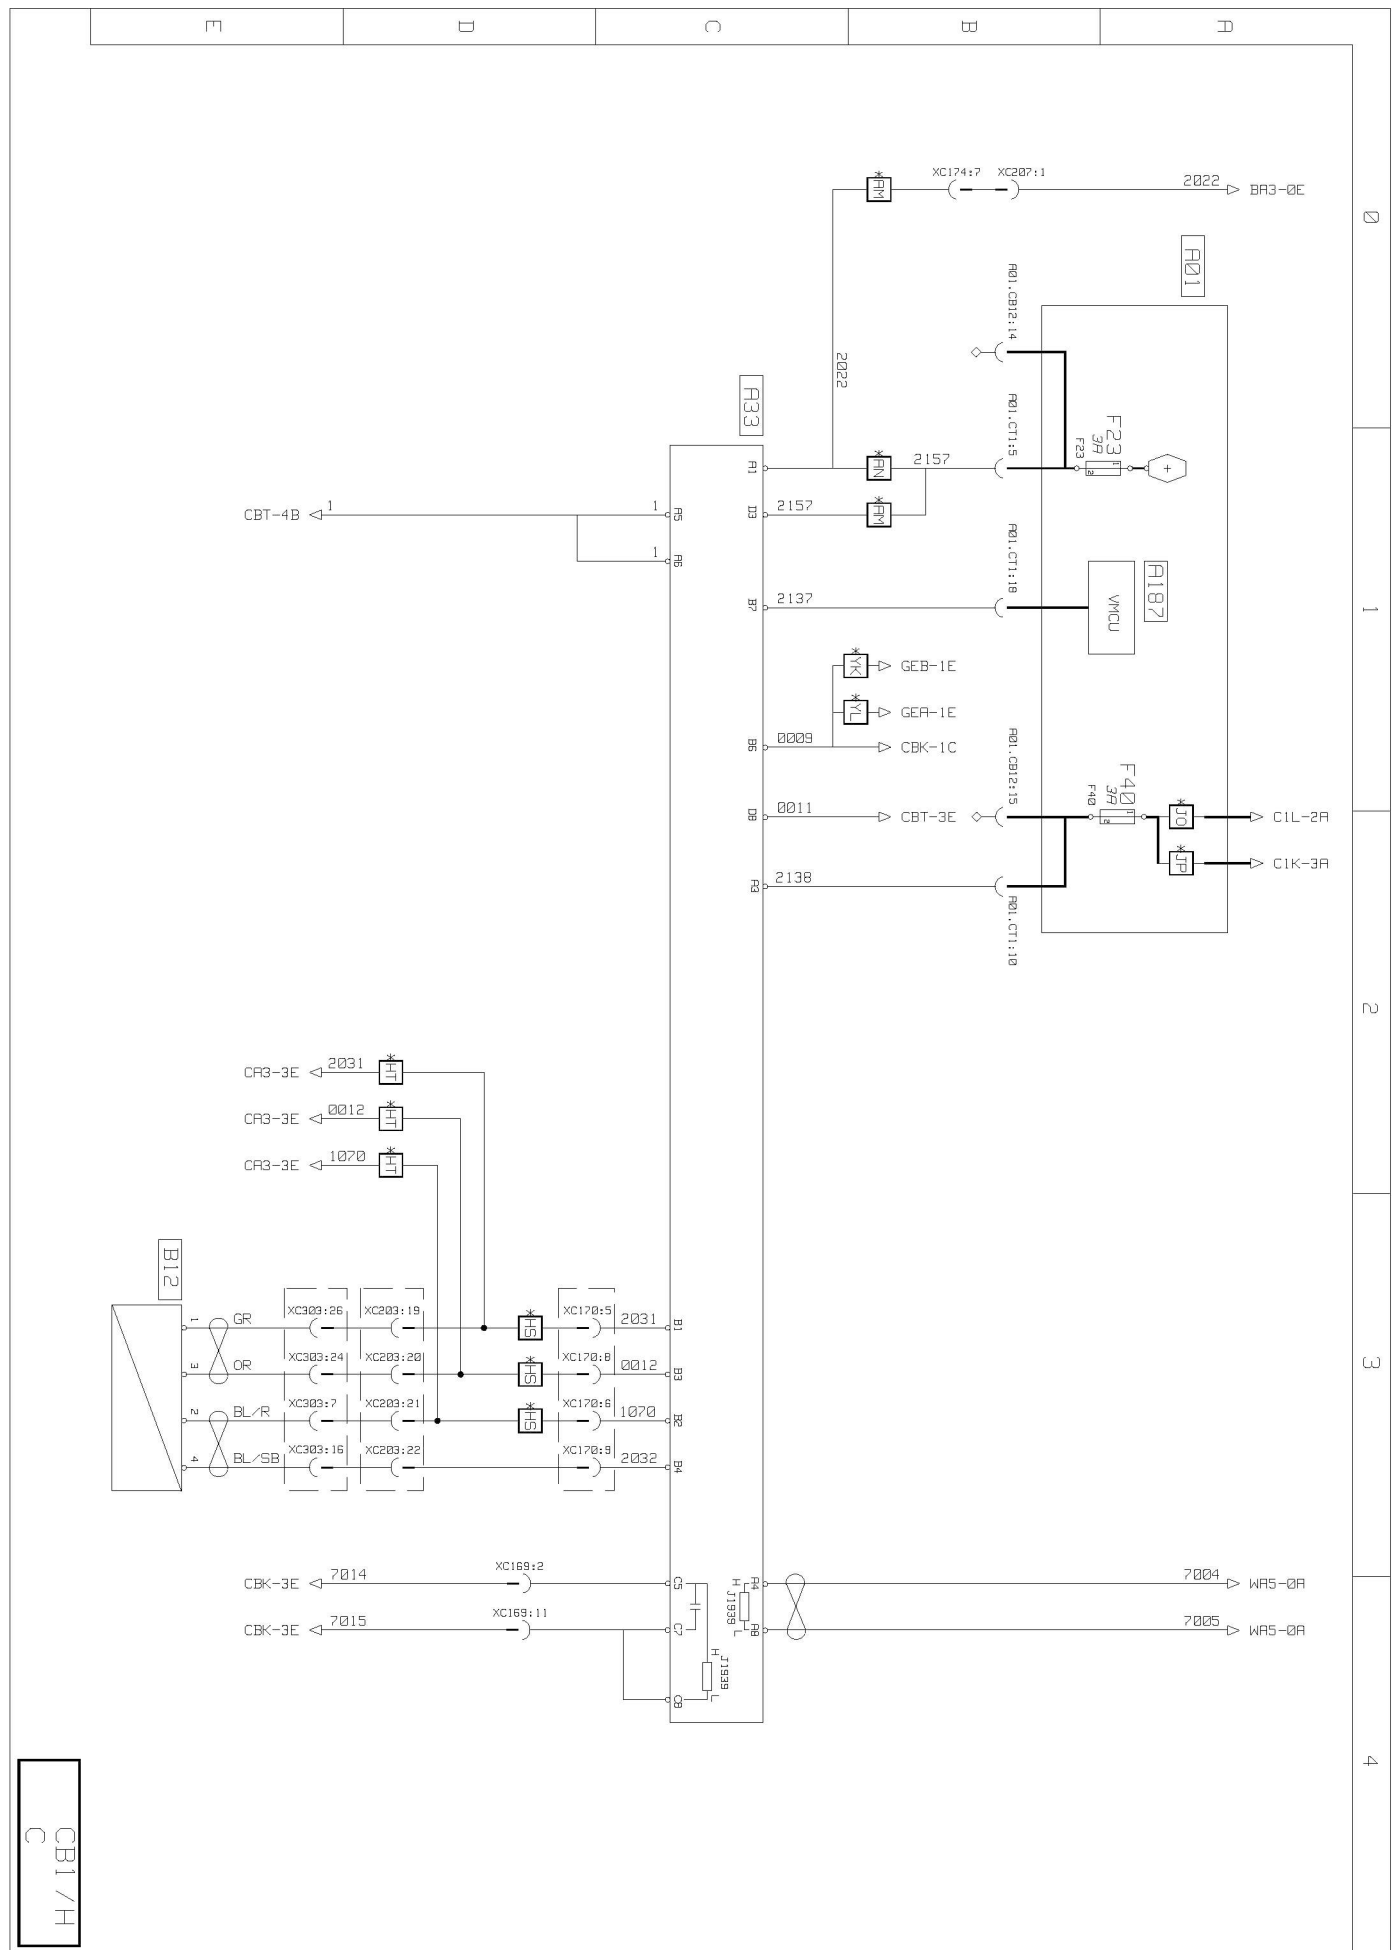 E
D
C
B
A
0
1
2
3
4
*AM
XC174:7
XC207:1
2022
BA3-0E
A01
A01.CB12:14
2022
A33
A01.CT1:5
F23
3A
F23
1
2
+
A1
*AN
2157
CBT-4B
1
1
A5
D3
2157
*AM
1
A6
A01.CT1:18
A187
VMCU
B7
2137
*YK
GEB-1E
*YL
GEA-1E
B6
0009
CBK-1C
A01.CB12:15
F40
3A
F40
1
2
D8
0011
CBT-3E
*JO
C1L-2A
*JP
C1K-3A
A3
2138
A01.CT1:10
CA3-3E
2031
*HT
CA3-3E
0012
*HT
CA3-3E
1070
*HT
B12
1
GR
XC303:26
XC203:19
*HS
XC170:5
2031
B1
3
OR
XC303:24
XC203:20
*HS
XC170:8
0012
B3
2
BL/R
XC303:7
XC203:21
*HS
XC170:6
1070
B2
4
BL/SB
XC303:16
XC203:22
XC170:9
2032
B4
CBK-3E
7014
XC169:2
C5
H
J1939
L
A4
7004
WA5-0A
CBK-3E
7015
XC169:11
C7
A8
7005
WA5-0A
H
J1939
L
C8
CB1 /H
C